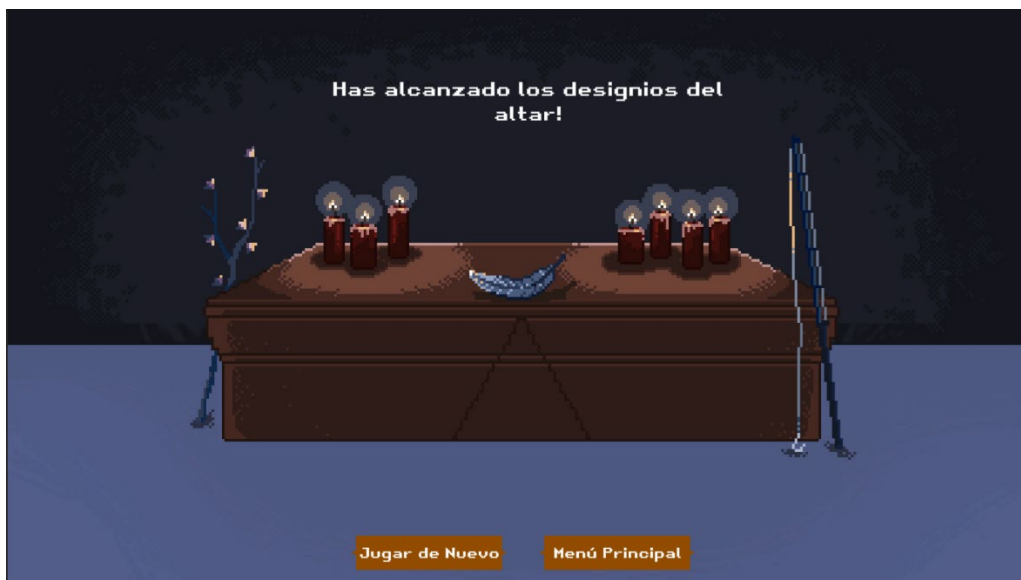 Has alcanzado los designios del
altar!
Jugar de Nuevo
Menú Principal